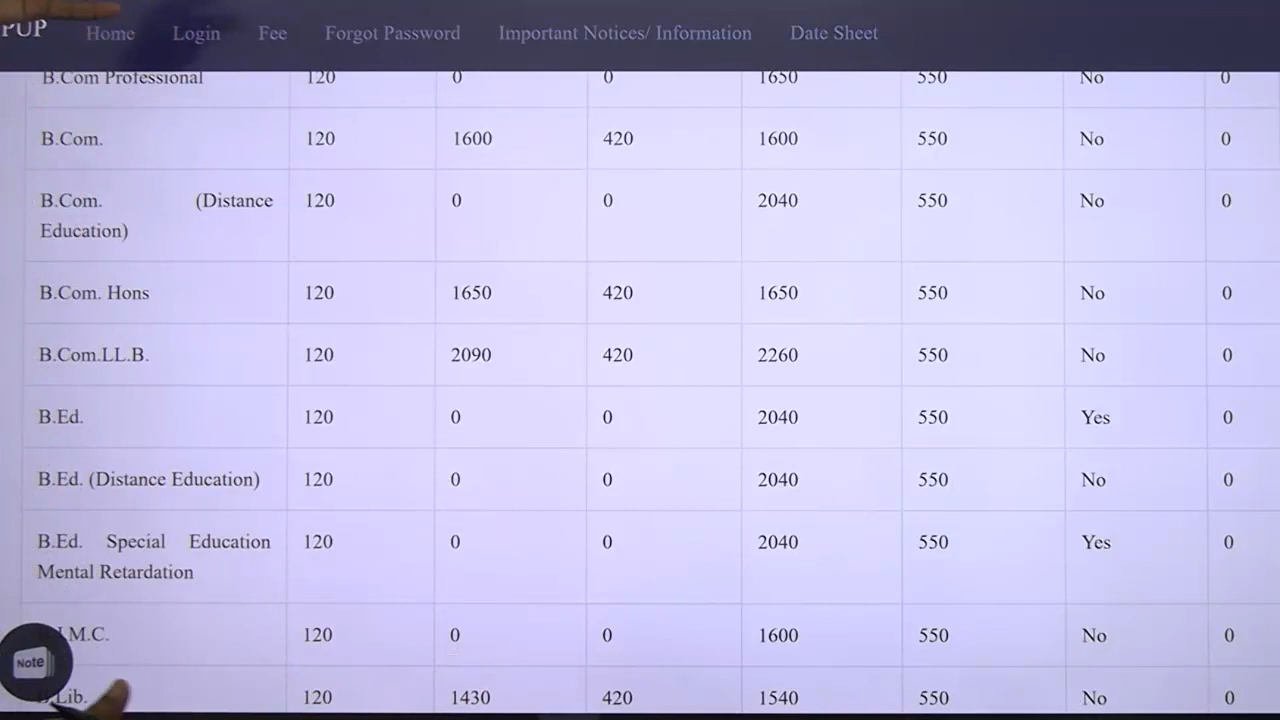 PUP Home Login Fee Forgot Password Important Notices/ Information Date Sheet
B.Com Professional 120 0 0 1650 550 No 0
B.Com. 120 1600 420 1600 550 No 0
B.Com. (Distance 120 0 0 2040 550 No 0
Education)
B.Com. Hons 120 1650 420 1650 550 No 0
B.Com.LL.B. 120 2090 420 2260 550 No 0
B.Ed. 120 0 0 2040 550 Yes 0
B.Ed. (Distance Education) 120 0 0 2040 550 No 0
B.Ed. Special Education 120 0 0 2040 550 Yes 0
Mental Retardation
.M.C. 120 0 0 1600 550 No 0
Note
Lib. 120 1430 420 1540 550 No 0